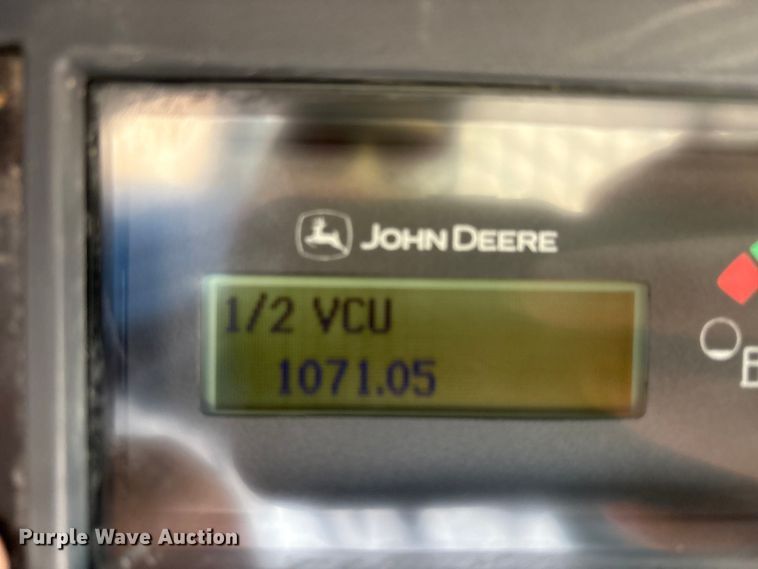 JOHN DEERE
1/2 VCU
1071.05
Purple Wave Auction